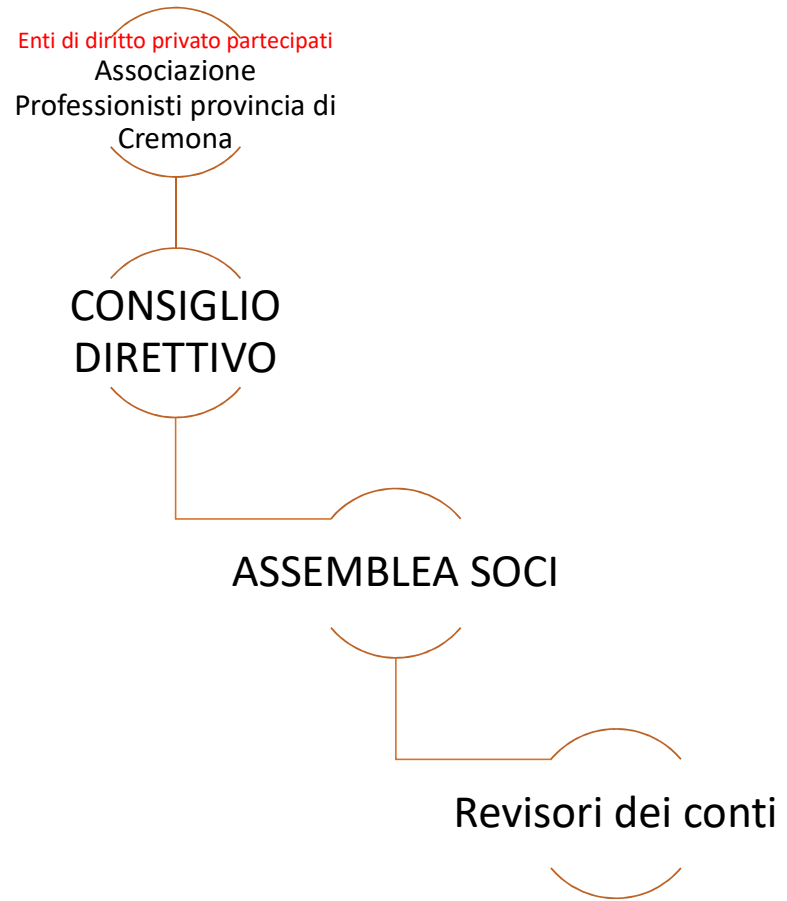 Enti di diritto privato partecipati
Associazione
Professionisti provincia di
Cremona
CONSIGLIO
DIRETTIVO
ASSEMBLEA SOCI
Revisori dei conti